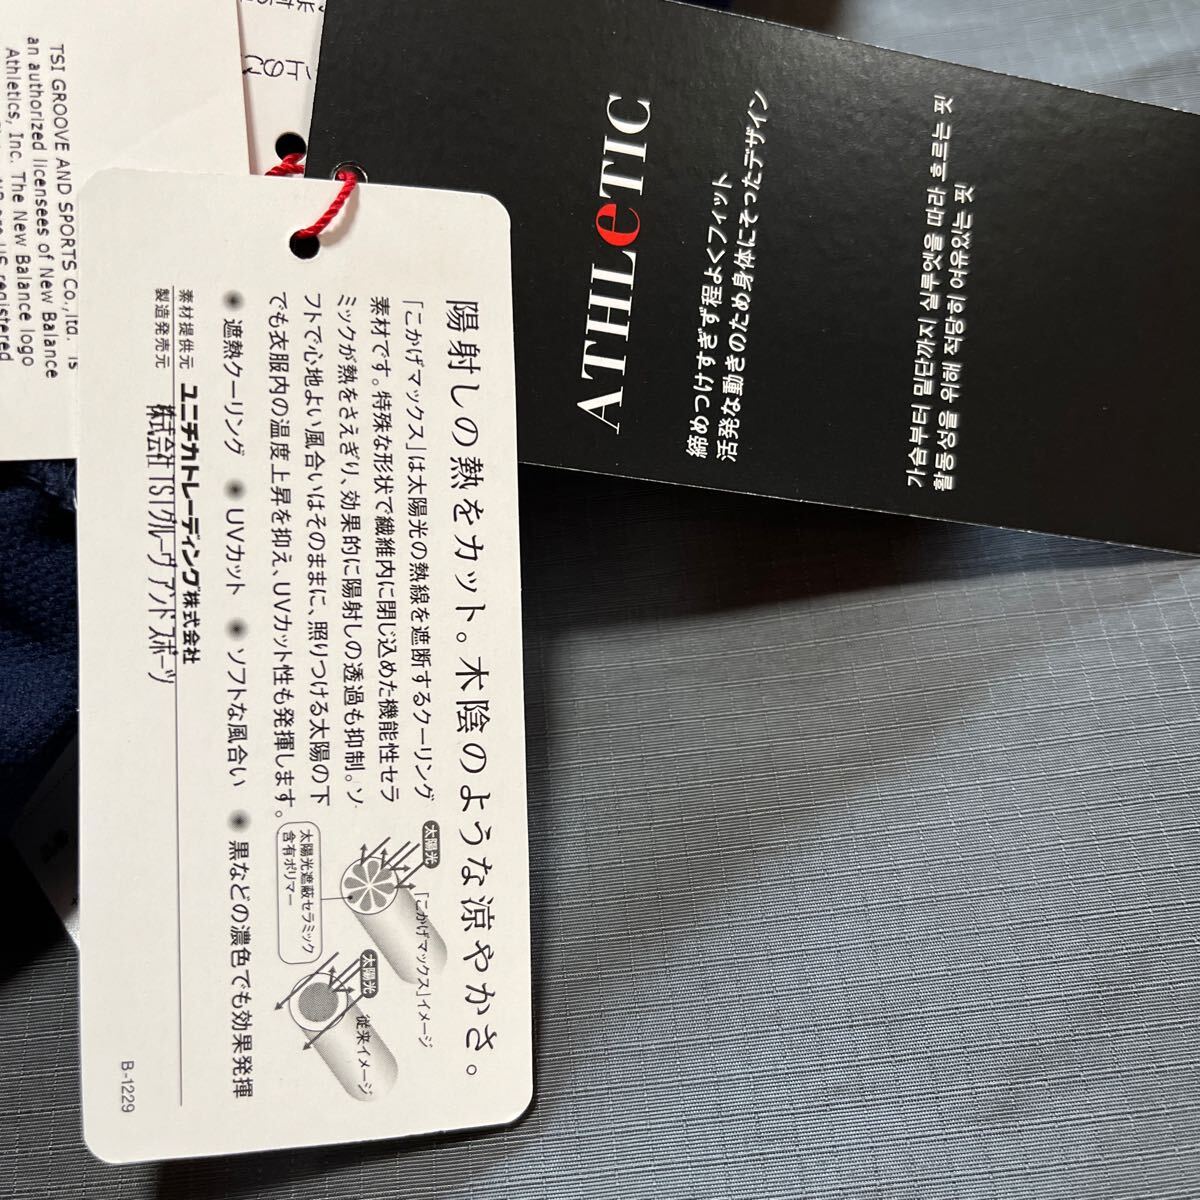 TSI GROOVE AND SPORTS Co.,ltd. is
an authorized licensees of New Balance
Athletics, Inc. The New Balance logo
ATHLeTIC
締めつけすぎず程よくフィット
活発な動きのため身体にそったデザイン
가슴부터 밑단까지 실루엣을 따라 흐르는 핏
활동성을 위해 적당히 여유있는 핏
陽射しの熱をカット。木陰のような涼やかさ。
「こかげマックス」は太陽光の熱線を遮断するクーリング
素材です。特殊な形状で繊維内に閉じ込めた機能性セラ
ミックが熱をさえぎり、効果的に陽射しの透過も抑制。ソ
フトで心地よい風合いはそのままに、照りつける太陽の下
でも衣服内の温度上昇を抑え、UVカット性も発揮します。
●遮熱クーリング ●UVカット ●ソフトな風合い ●黒などの濃色でも効果発揮
太陽光
「こかげマックス」イメージ
太陽光遮蔽セラミック
含有ポリマー
太陽光
従来イメージ
素材提供元 ユニチカトレーディング株式会社
製造発売元 株式会社TSIグルーヴアンドスポーツ
B-1229